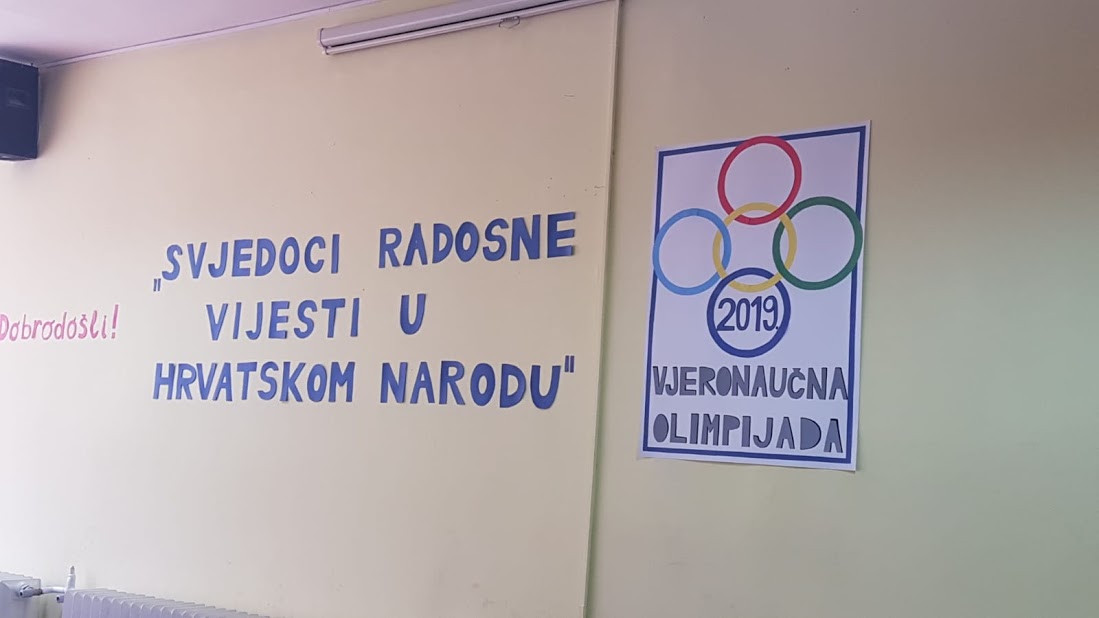 Dobrodošli!
„SVJEDOCI RADOSNE
VIJESTI U
HRVATSKOM NARODU"
2019.
VJERONAUČNA
OLIMPIJADA